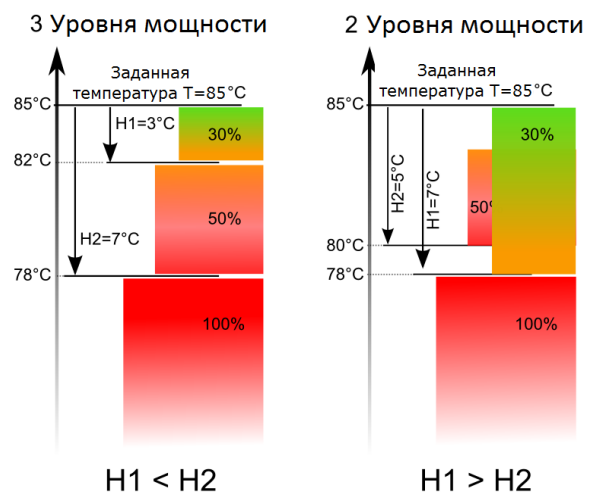 3 Уровня мощности
Заданная
температура T=85°C
85°C
H1=3°C
30%
82°C
50%
H2=7°C
78°C
100%
H1 < H2
2 Уровня мощности
Заданная
температура T=85°C
85°C
30%
H2=5°C
H1=7°C
50%
80°C
78°C
100%
H1 > H2